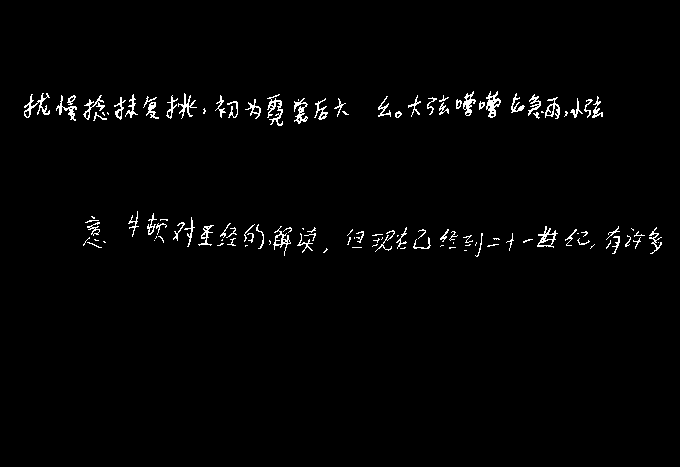 拢慢捻抹复挑,初为霓裳后六 幺。大弦嘈嘈如急雨,小弦
意 牛顿对圣经的解读,但现在已经到二十一世纪,有许多